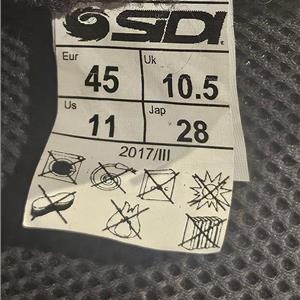 SIDI
Eur Uk
45 10.5
Us Jap
11 28
2017/III